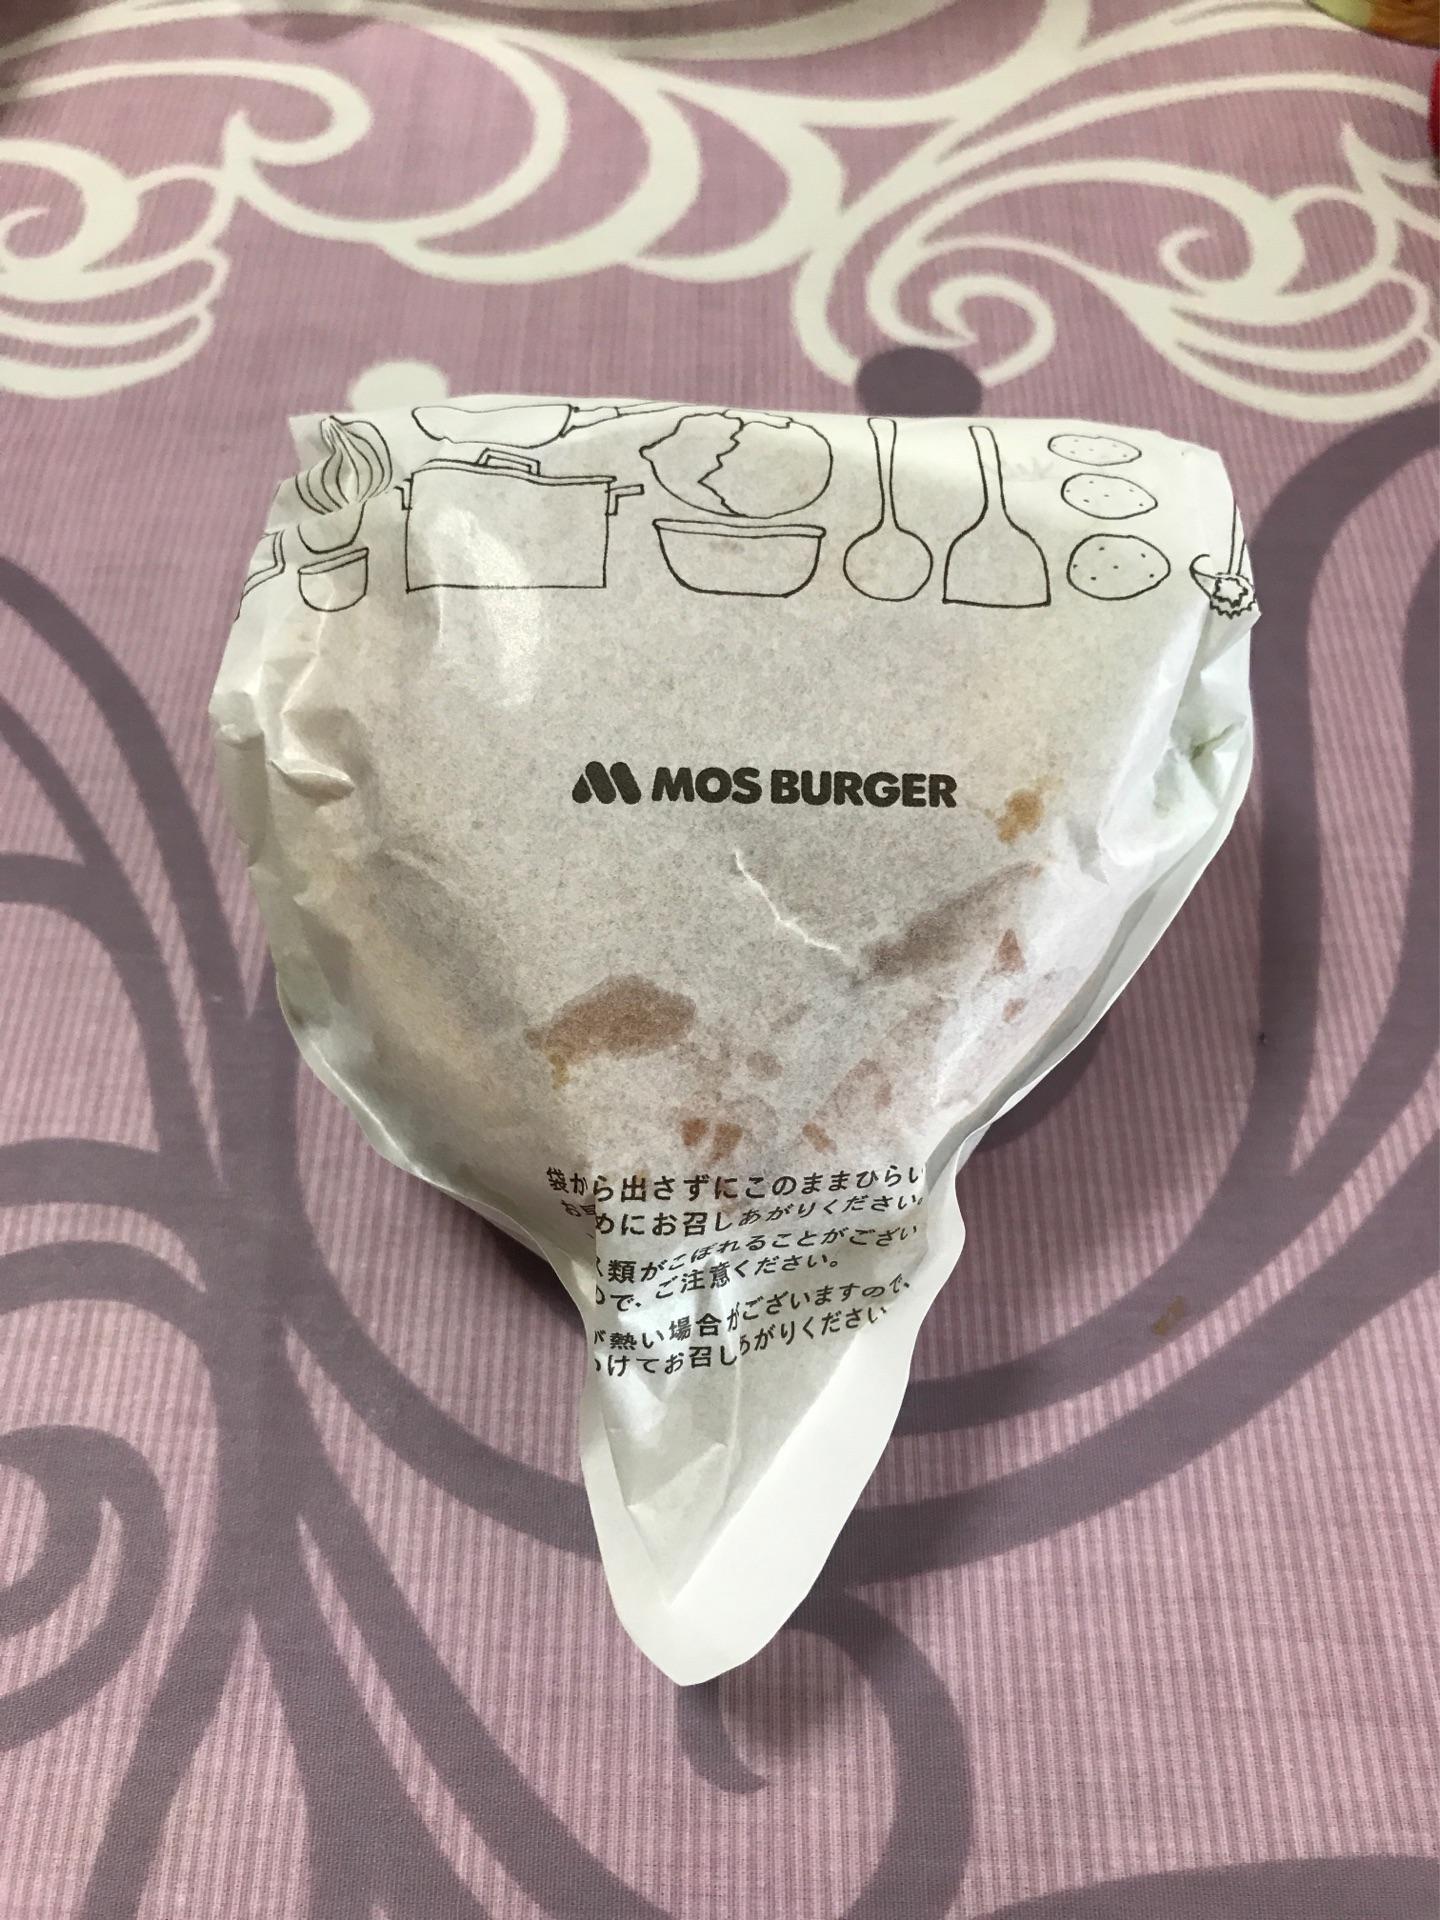 MOS BURGER
袋から出さずにこのままひらい
めにお召しあがりください。
類がこぼれることがござい
で、ご注意ください。
熱い場合がございますので、
けてお召しあがりください